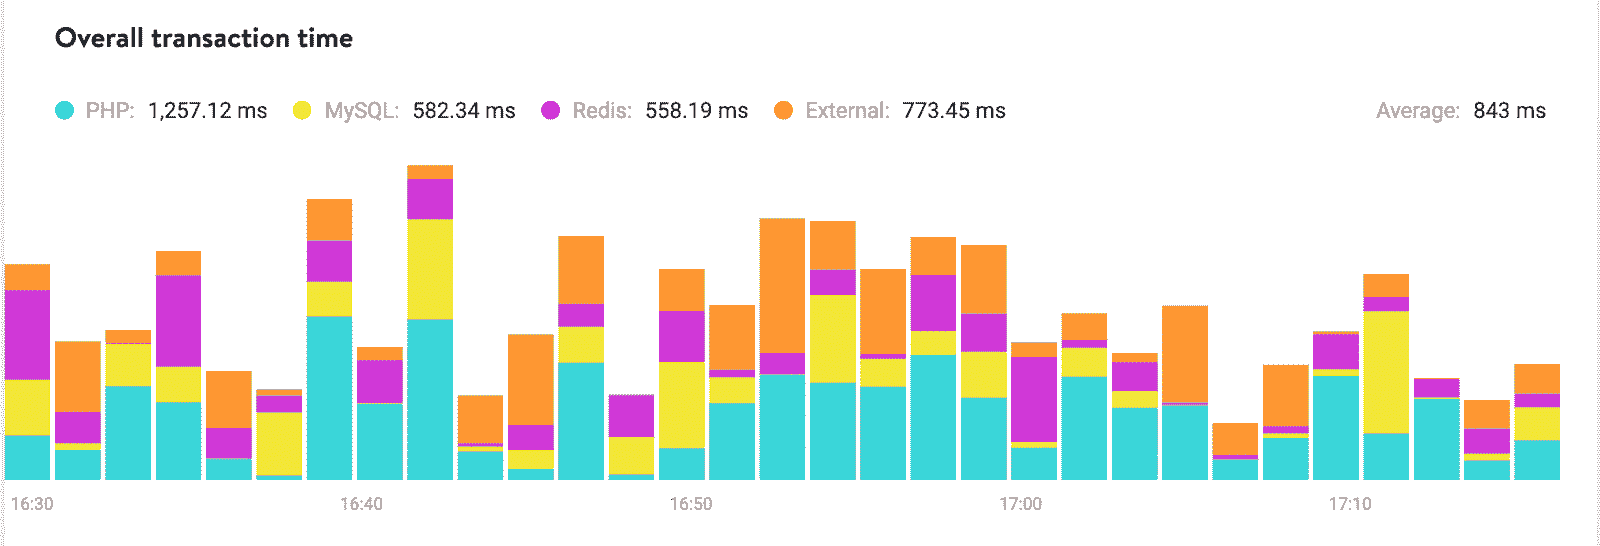 Overall transaction time
PHP: 1,257.12 ms MySQL: 582.34 ms Redis: 558.19 ms External: 773.45 ms Average: 843 ms
16:30 16:40 16:50 17:00 17:10